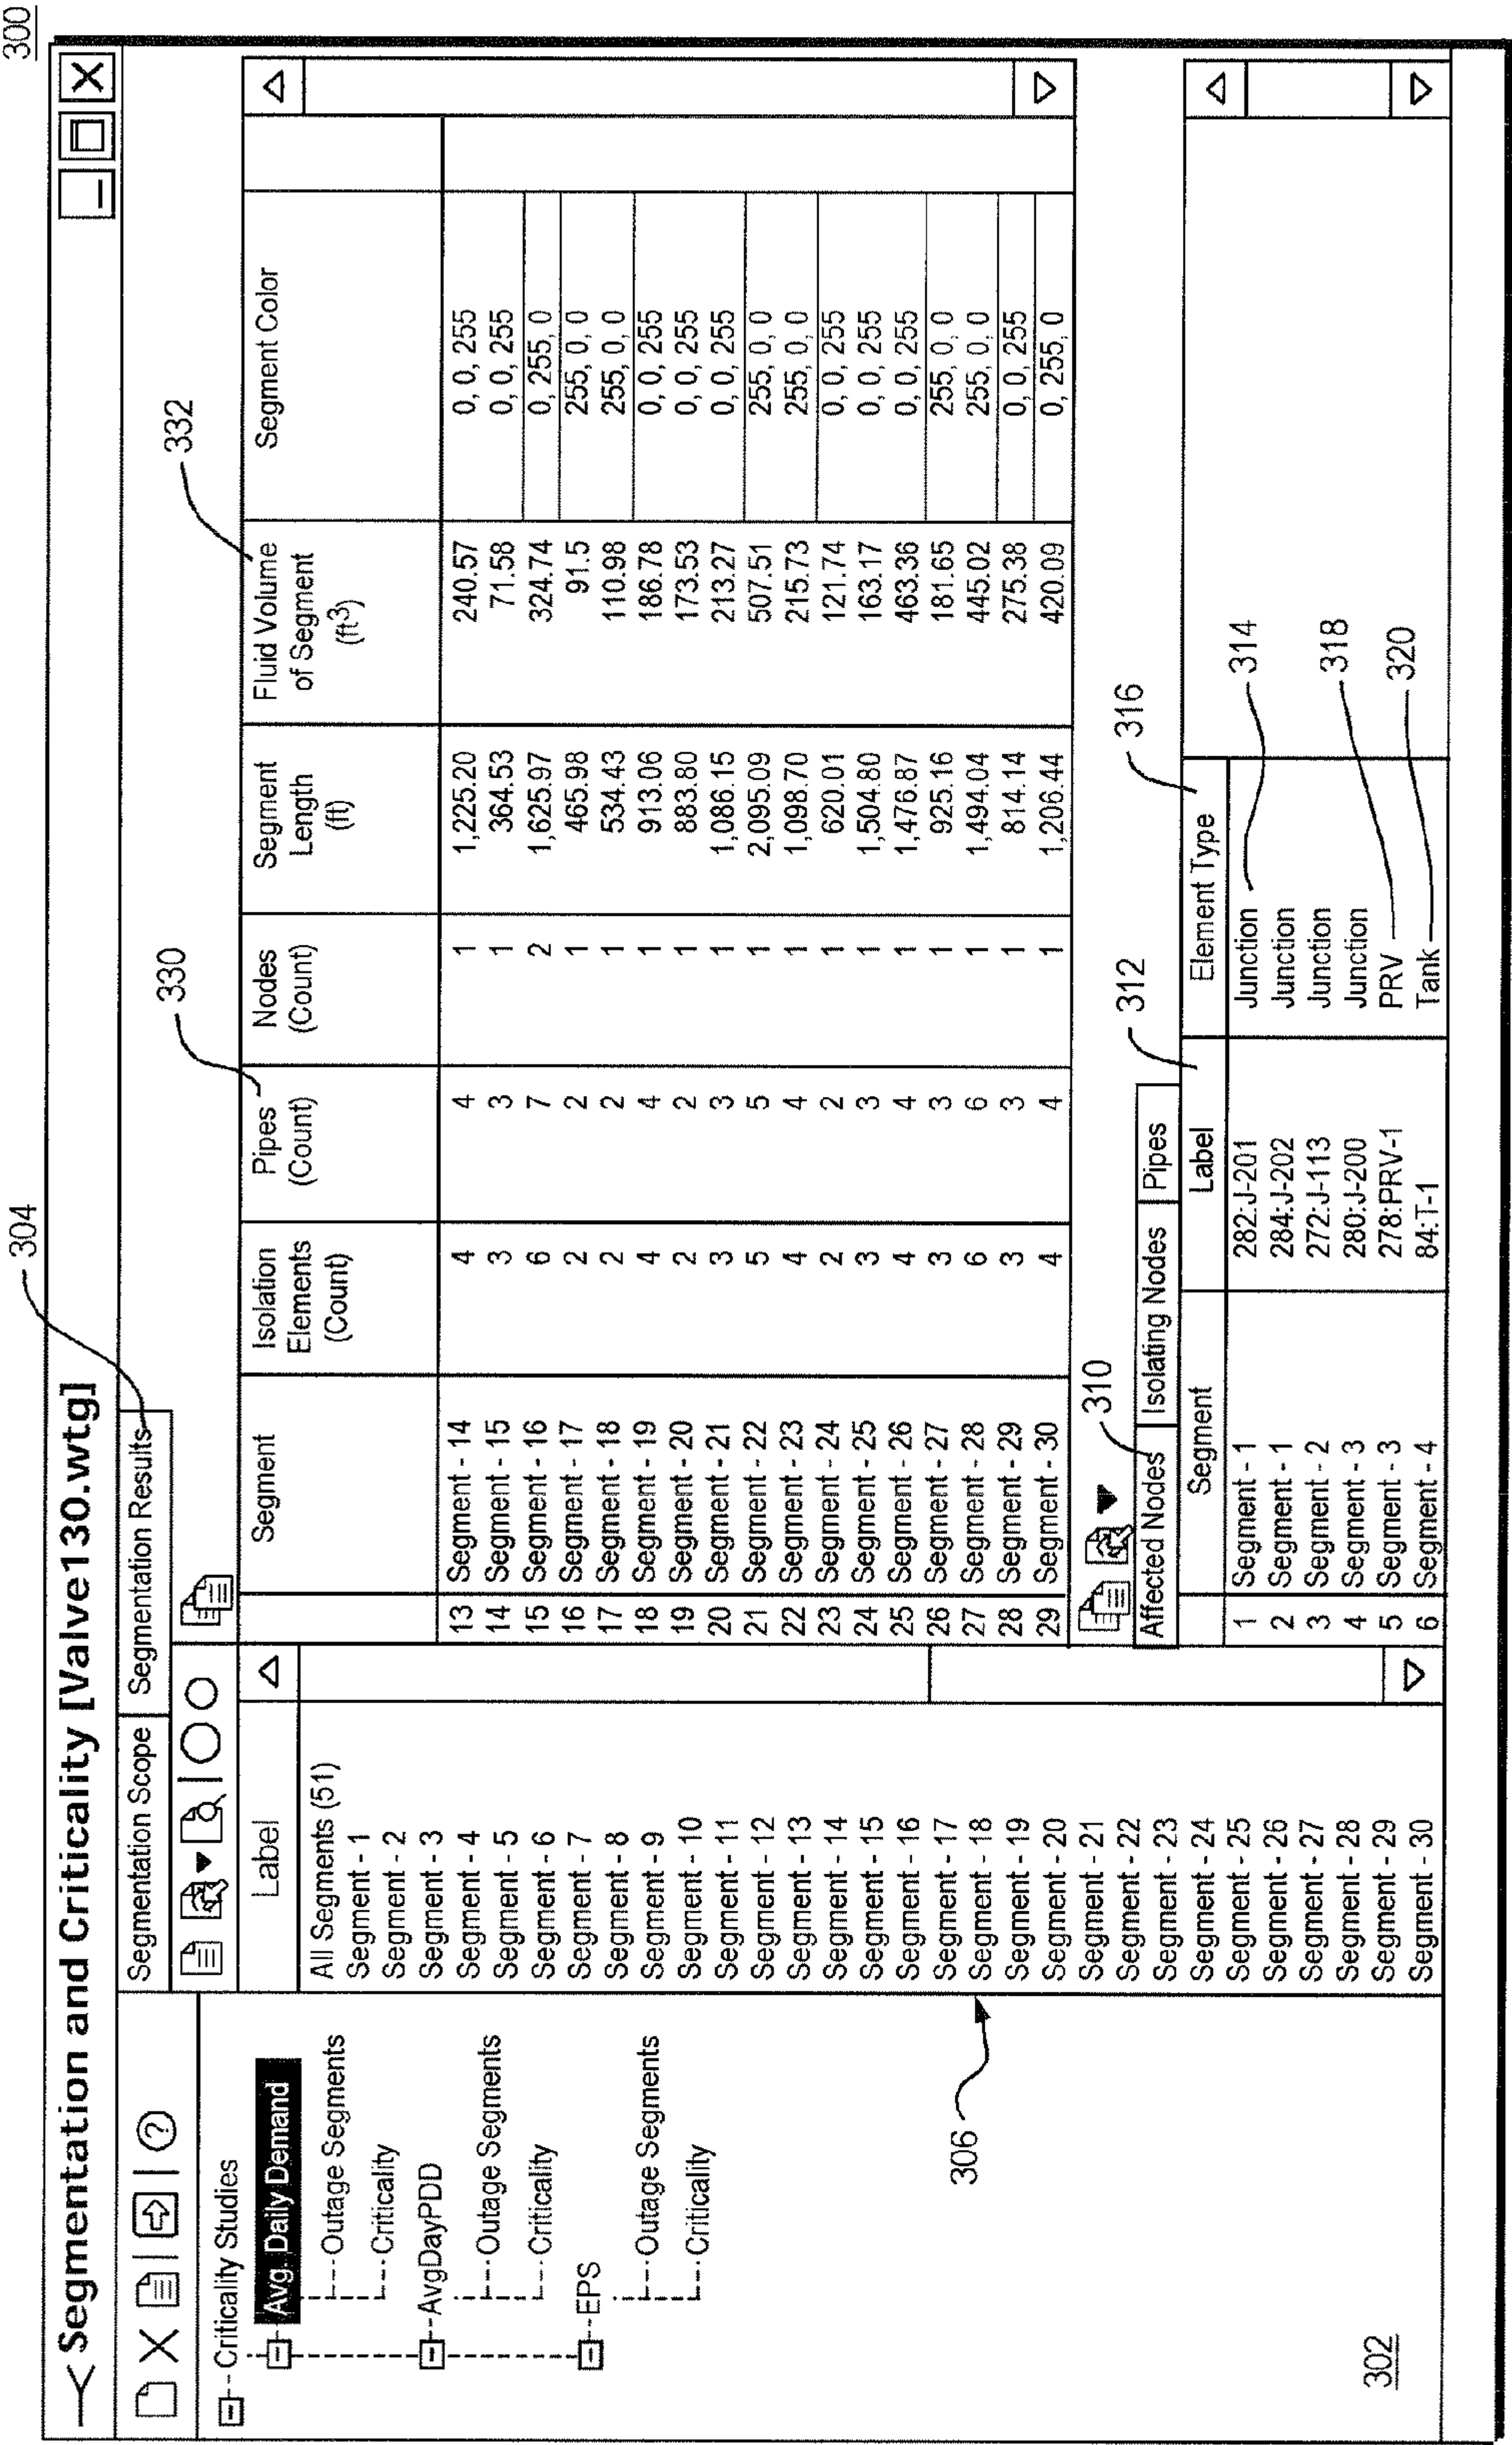 300
Segmentation and Criticality [Valve130.wtg]
304
Criticality Studies
Avg. Daily Demand
Outage Segments
Criticality
AvgDayPDD
Outage Segments
Criticality
EPS
Outage Segments
Criticality
302
Segmentation Scope
Segmentation Results
Label
All Segments (51)
Segment - 1
Segment - 2
Segment - 3
Segment - 4
Segment - 5
Segment - 6
Segment - 7
Segment - 8
Segment - 9
Segment - 10
Segment - 11
Segment - 12
Segment - 13
Segment - 14
Segment - 15
Segment - 16
Segment - 17
Segment - 18
Segment - 19
Segment - 20
Segment - 21
Segment - 22
Segment - 23
Segment - 24
Segment - 25
Segment - 26
Segment - 27
Segment - 28
Segment - 29
Segment - 30
306
330
332
Segment Isolation Elements (Count) Pipes (Count) Nodes (Count) Segment Length (ft) Fluid Volume of Segment (ft3) Segment Color
13 Segment - 14 4 4 1 1,225.20 240.57 0, 0, 255
14 Segment - 15 3 3 1 364.53 71.58 0, 0, 255
15 Segment - 16 6 7 2 1,625.97 324.74 0, 255, 0
16 Segment - 17 2 2 1 465.98 91.5 255, 0, 0
17 Segment - 18 2 2 1 534.43 110.98 255, 0, 0
18 Segment - 19 4 4 1 913.06 186.78 0, 0, 255
19 Segment - 20 2 2 1 883.80 173.53 0, 0, 255
20 Segment - 21 3 3 1 1,086.15 213.27 0, 0, 255
21 Segment - 22 5 5 1 2,095.09 507.51 255, 0, 0
22 Segment - 23 4 4 1 1,098.70 215.73 255, 0, 0
23 Segment - 24 2 2 1 620.01 121.74 0, 0, 255
24 Segment - 25 3 3 1 1,504.80 163.17 0, 0, 255
25 Segment - 26 4 4 1 1,476.87 463.36 0, 0, 255
26 Segment - 27 3 3 1 925.16 181.65 255, 0, 0
27 Segment - 28 6 6 1 1,494.04 445.02 255, 0, 0
28 Segment - 29 3 3 1 814.14 275.38 0, 0, 255
29 Segment - 30 4 4 1 1,206.44 420.09 0, 255, 0
310
312
316
Affected Nodes Isolating Nodes Pipes
Segment Label Element Type
1 Segment - 1 282:J-201 Junction 314
2 Segment - 1 284:J-202 Junction
3 Segment - 2 272:J-113 Junction
4 Segment - 3 280:J-200 Junction
5 Segment - 3 278:PRV-1 PRV 318
6 Segment - 4 84:T-1 Tank 320